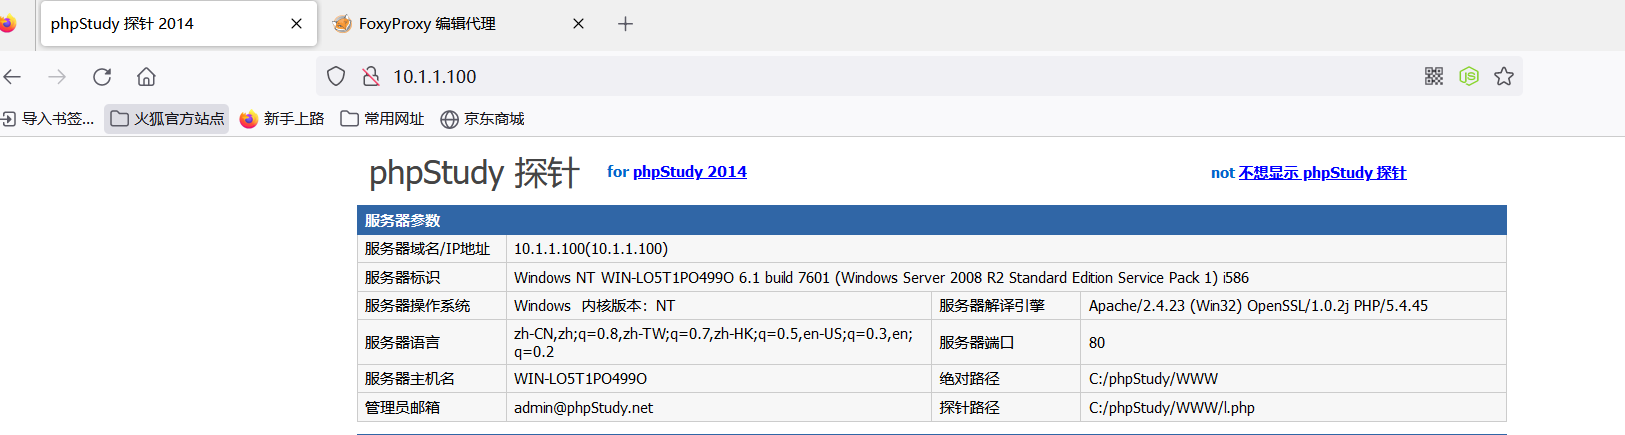 phpStudy 探针 2014
FoxyProxy 编辑代理
10.1.1.100
导入书签...
火狐官方站点
新手上路
常用网址
京东商城
phpStudy 探针 for phpStudy 2014 not 不想显示 phpStudy 探针
服务器参数
服务器域名/IP地址 10.1.1.100(10.1.1.100)
服务器标识 Windows NT WIN-LO5T1PO499O 6.1 build 7601 (Windows Server 2008 R2 Standard Edition Service Pack 1) i586
服务器操作系统 Windows 内核版本：NT 服务器解译引擎 Apache/2.4.23 (Win32) OpenSSL/1.0.2j PHP/5.4.45
服务器语言 zh-CN,zh;q=0.8,zh-TW;q=0.7,zh-HK;q=0.5,en-US;q=0.3,en;
q=0.2
服务器端口 80
服务器主机名 WIN-LO5T1PO499O 绝对路径 C:/phpStudy/WWW
管理员邮箱 admin@phpStudy.net 探针路径 C:/phpStudy/WWW/l.php